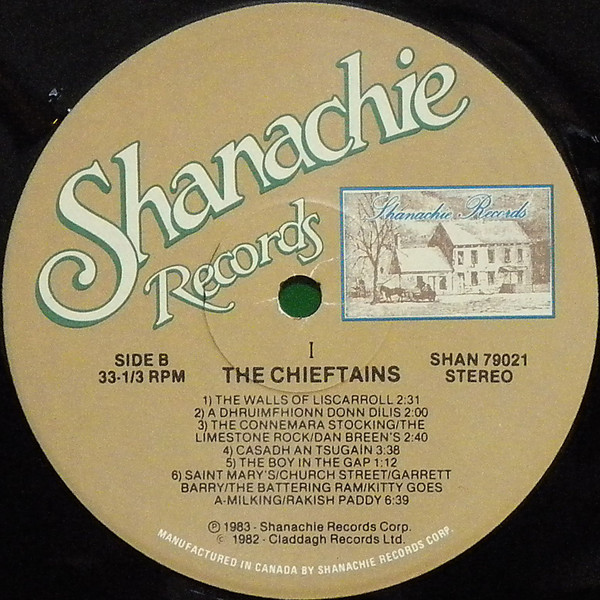 Shanachie
Records
Shanachie Records
I
SIDE B
33-1/3 RPM
THE CHIEFTAINS
SHAN 79021
STEREO
1) THE WALLS OF LISCARROLL 2:31
2) A DHRUIMFHIONN DONN DÍLIS 2:00
3) THE CONNEMARA STOCKING/THE
LIMESTONE ROCK/DAN BREEN'S 2:40
4) CASADH AN TSUGAÍN 3:38
5) THE BOY IN THE GAP 1:12
6) SAINT MARY'S/CHURCH STREET/GARRETT
BARRY/THE BATTERING RAM/KITTY GOES
A-MILKING/RAKISH PADDY 6:39
℗ 1983 - Shanachie Records Corp.
© 1982 - Claddagh Records Ltd.
MANUFACTURED IN CANADA BY SHANACHIE RECORDS CORP.